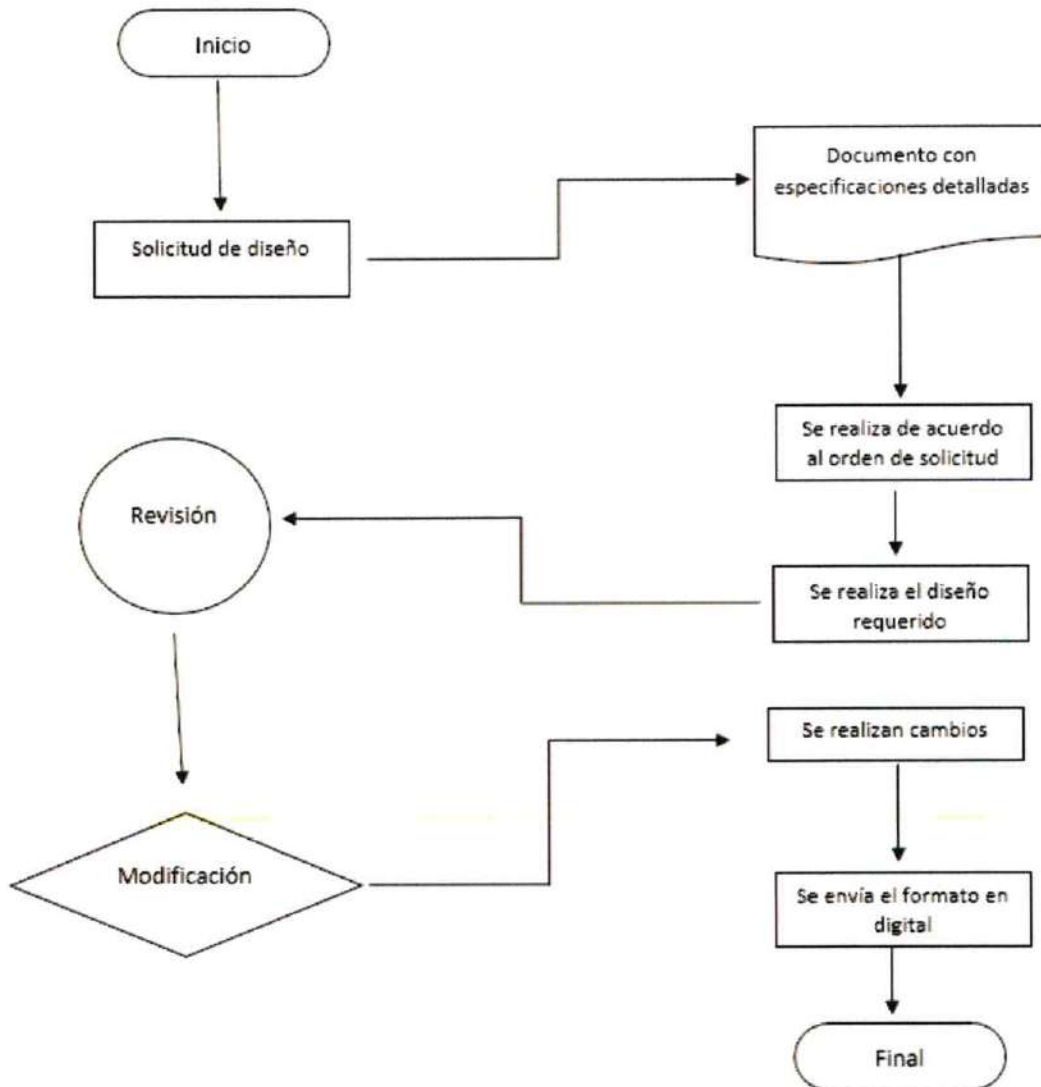 Inicio
Solicitud de diseño
Documento con
especificaciones detalladas
Se realiza de acuerdo
al orden de solicitud
Se realiza el diseño
requerido
Revisión
Modificación
Se realizan cambios
Se envía el formato en
digital
Final